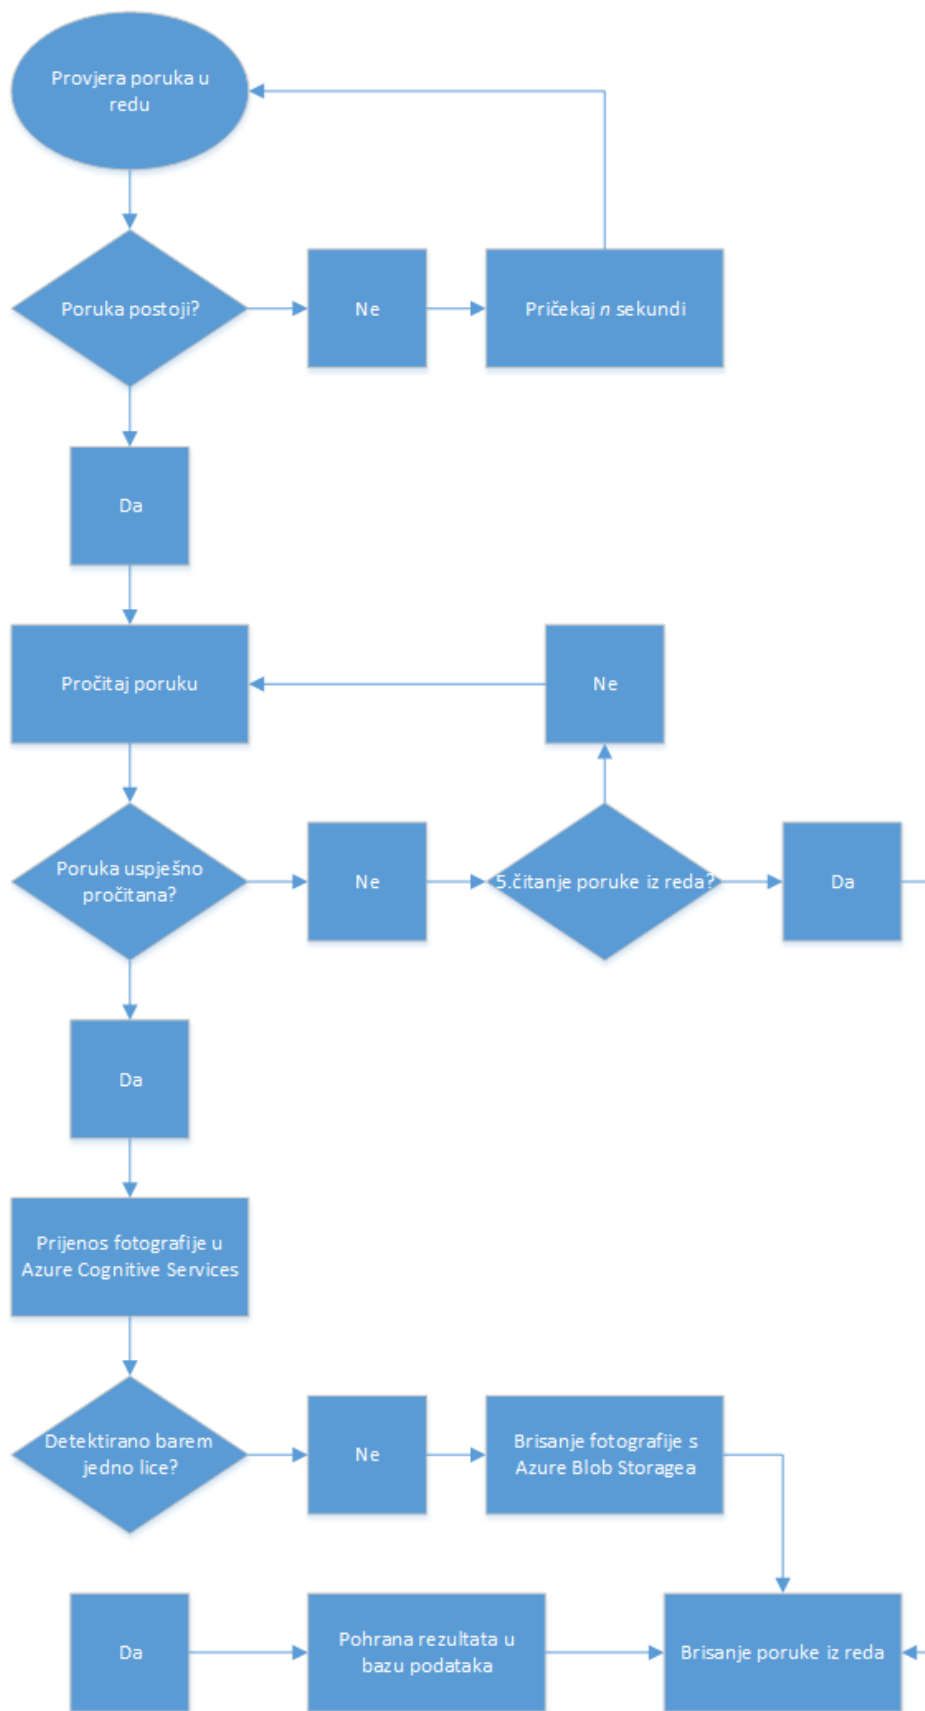 Provjera poruka u
redu
Poruka postoji?
Ne
Pričekaj n sekundi
Da
Pročitaj poruku
Ne
Poruka uspješno
pročitana?
Ne
5.čitanje poruke iz reda?
Da
Da
Prijenos fotografije u
Azure Cognitive Services
Detektirano barem
jedno lice?
Ne
Brisanje fotografije s
Azure Blob Storagea
Da
Pohrana rezultata u
bazu podataka
Brisanje poruke iz reda